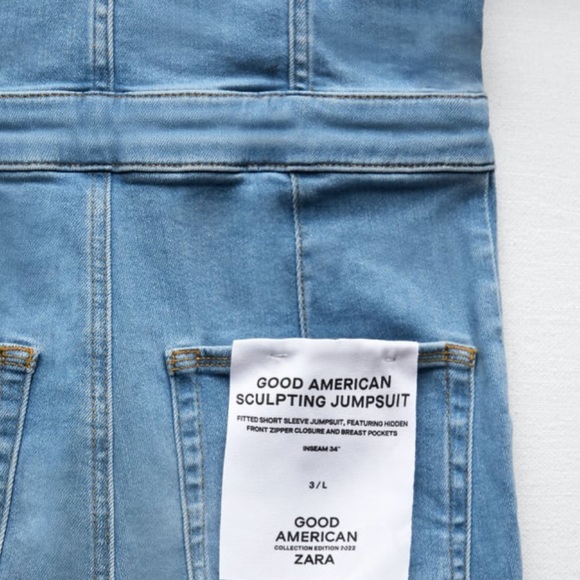 GOOD AMERICAN
SCULPTING JUMPSUIT
FITTED SHORT SLEEVE JUMPSUIT, FEATURING HIDDEN
FRONT ZIPPER CLOSURE AND BREAST POCKETS
INSEAM 34"
3/L
GOOD
AMERICAN
COLLECTION EDITION 2022
ZARA